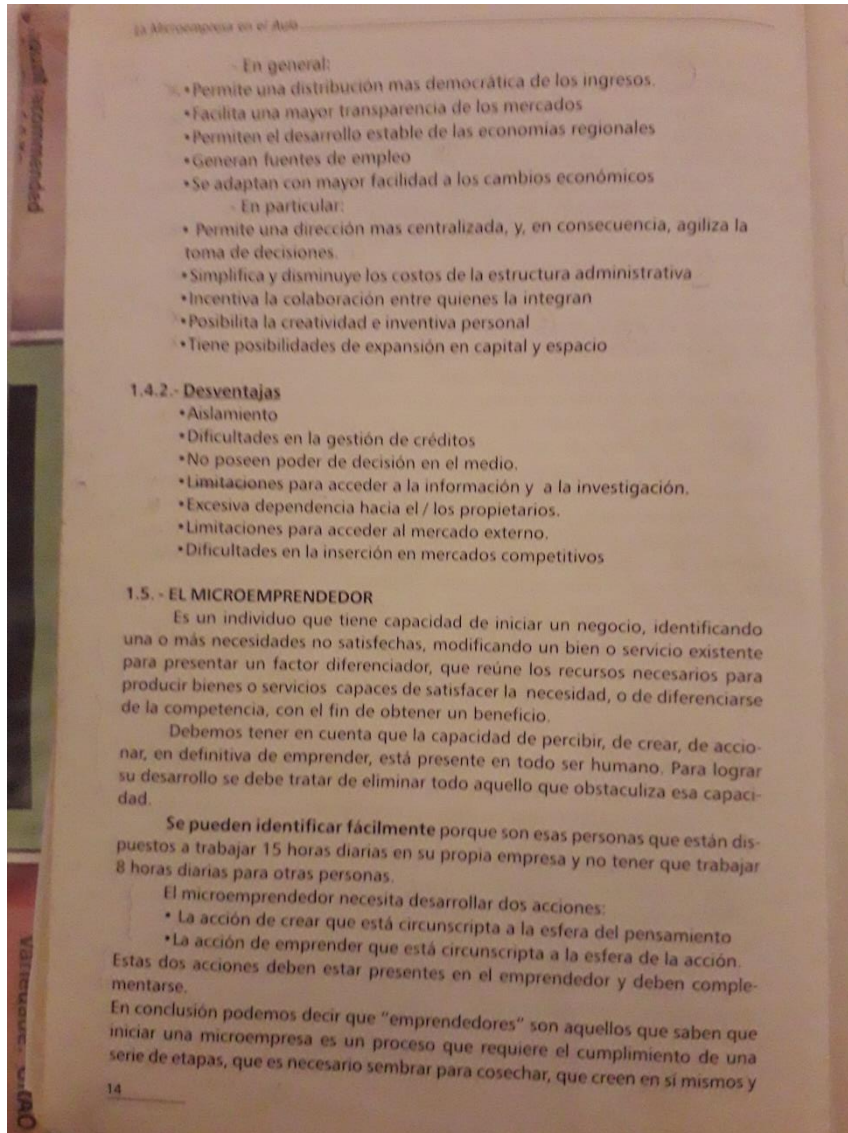 La Microempresa en el Aula
- En general:
•Permite una distribución mas democrática de los ingresos.
•Facilita una mayor transparencia de los mercados
•Permiten el desarrollo estable de las economías regionales
•Generan fuentes de empleo
•Se adaptan con mayor facilidad a los cambios económicos
- En particular:
• Permite una dirección mas centralizada, y, en consecuencia, agiliza la
toma de decisiones.
•Simplifica y disminuye los costos de la estructura administrativa
•Incentiva la colaboración entre quienes la integran
•Posibilita la creatividad e inventiva personal
•Tiene posibilidades de expansión en capital y espacio
1.4.2.- Desventajas
•Aislamiento
•Dificultades en la gestión de créditos
•No poseen poder de decisión en el medio.
•Limitaciones para acceder a la información y a la investigación.
•Excesiva dependencia hacia el / los propietarios.
•Limitaciones para acceder al mercado externo.
•Dificultades en la inserción en mercados competitivos
1.5. - EL MICROEMPRENDEDOR
Es un individuo que tiene capacidad de iniciar un negocio, identificando
una o más necesidades no satisfechas, modificando un bien o servicio existente
para presentar un factor diferenciador, que reúne los recursos necesarios para
producir bienes o servicios capaces de satisfacer la necesidad, o de diferenciarse
de la competencia, con el fin de obtener un beneficio.
Debemos tener en cuenta que la capacidad de percibir, de crear, de accio-
nar, en definitiva de emprender, está presente en todo ser humano. Para lograr
su desarrollo se debe tratar de eliminar todo aquello que obstaculiza esa capaci-
dad.
Se pueden identificar fácilmente porque son esas personas que están dis-
puestos a trabajar 15 horas diarias en su propia empresa y no tener que trabajar
8 horas diarias para otras personas.
El microemprendedor necesita desarrollar dos acciones:
• La acción de crear que está circunscripta a la esfera del pensamiento
•La acción de emprender que está circunscripta a la esfera de la acción.
Estas dos acciones deben estar presentes en el emprendedor y deben comple-
mentarse.
En conclusión podemos decir que "emprendedores" son aquellos que saben que
iniciar una microempresa es un proceso que requiere el cumplimiento de una
serie de etapas, que es necesario sembrar para cosechar, que creen en sí mismos y
14
recommended